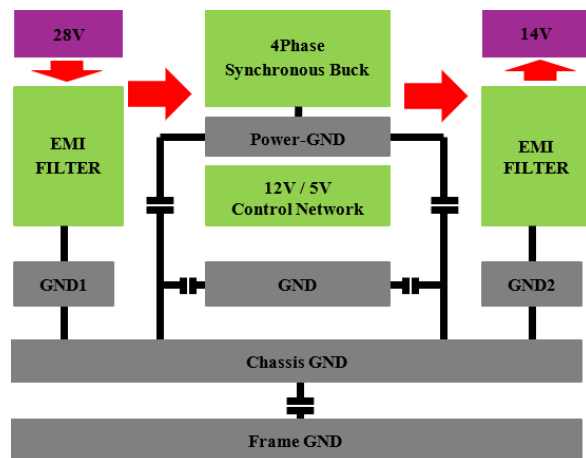 28V
4Phase
Synchronous Buck
14V
EMI
FILTER
Power-GND
EMI
FILTER
12V / 5V
Control Network
GND1
GND
GND2
Chassis GND
Frame GND